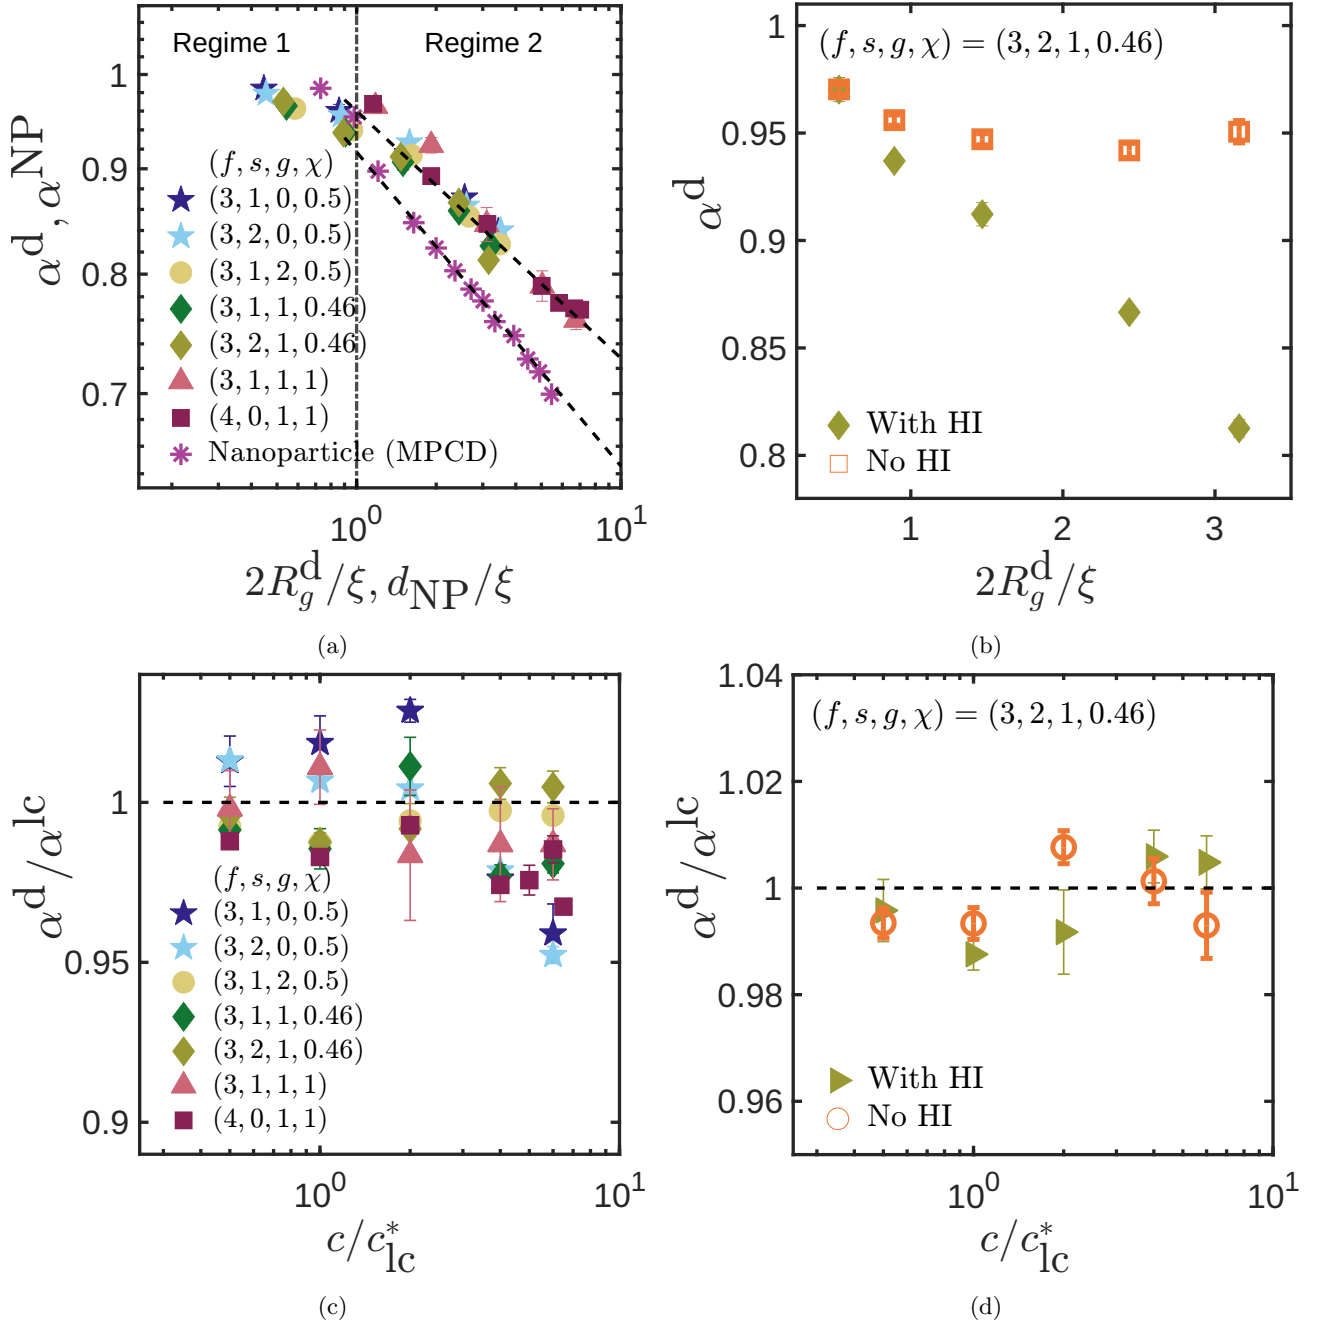 Regime 1
Regime 2
1
0.9
0.8
0.7
α^d, α^NP
(f, s, g, χ)
(3, 1, 0, 0.5)
(3, 2, 0, 0.5)
(3, 1, 2, 0.5)
(3, 1, 1, 0.46)
(3, 2, 1, 0.46)
(3, 1, 1, 1)
(4, 0, 1, 1)
Nanoparticle (MPCD)
10^0
10^1
2R_g^d/ξ, d_NP/ξ
(a)
(f, s, g, χ) = (3, 2, 1, 0.46)
1
0.95
0.9
0.85
0.8
α^d
With HI
No HI
1
2
3
2R_g^d/ξ
(b)
1
0.95
0.9
α^d/α^lc
(f, s, g, χ)
(3, 1, 0, 0.5)
(3, 2, 0, 0.5)
(3, 1, 2, 0.5)
(3, 1, 1, 0.46)
(3, 2, 1, 0.46)
(3, 1, 1, 1)
(4, 0, 1, 1)
10^0
10^1
c/c_lc^*
(c)
(f, s, g, χ) = (3, 2, 1, 0.46)
1.04
1.02
1
0.98
0.96
α^d/α^lc
With HI
No HI
10^0
10^1
c/c_lc^*
(d)